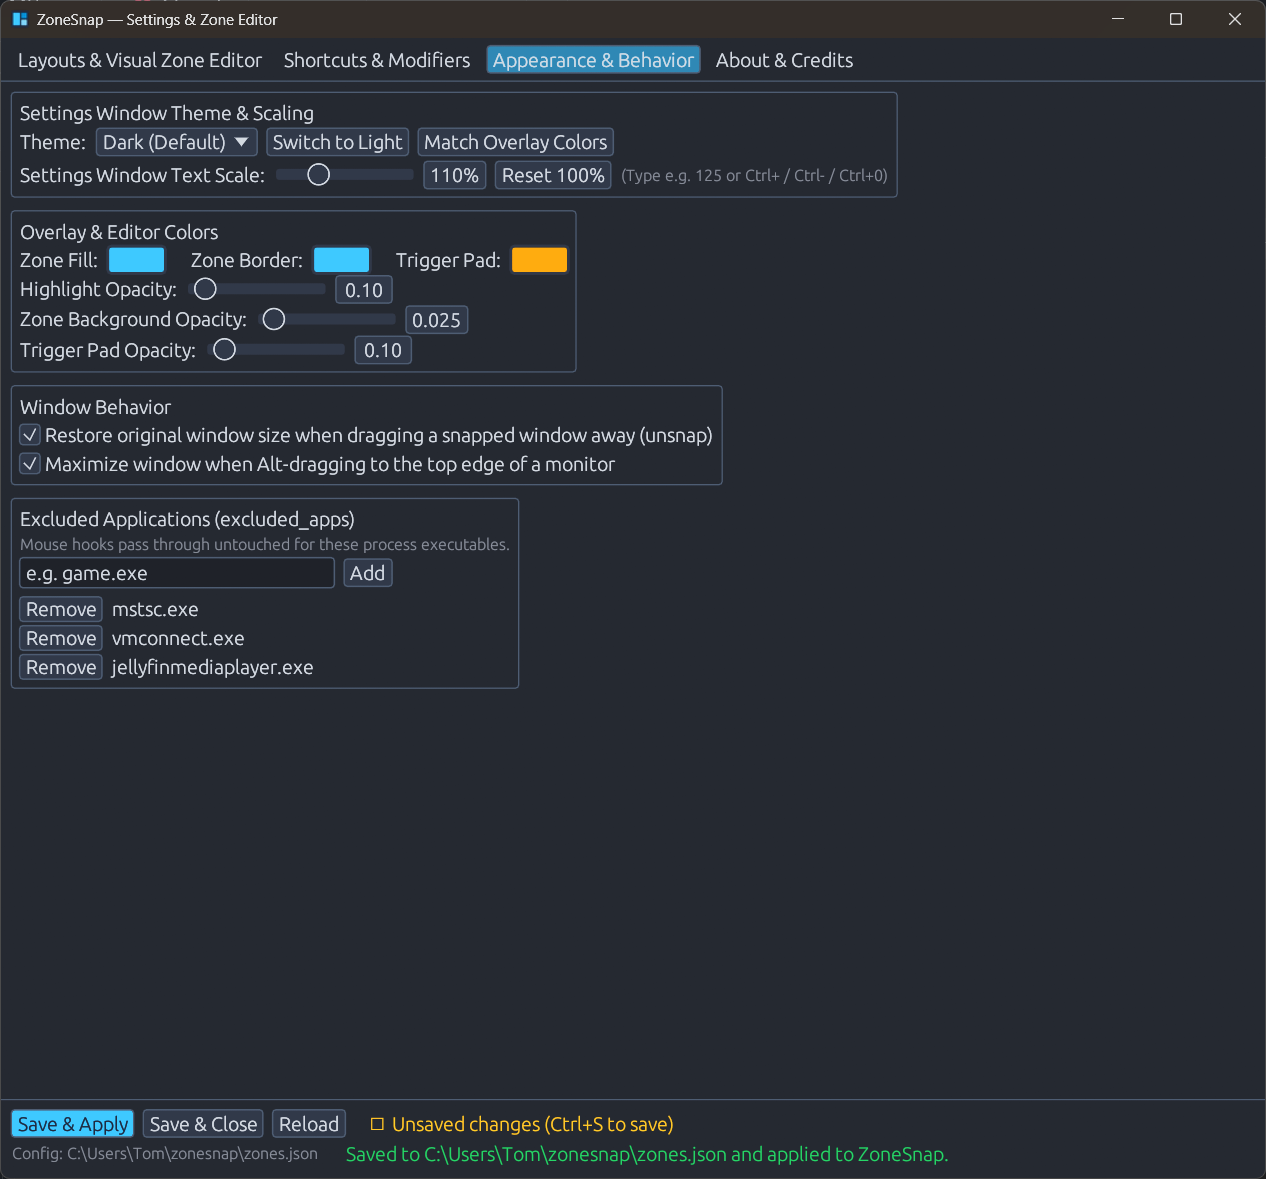 ZoneSnap — Settings & Zone Editor
Layouts & Visual Zone Editor Shortcuts & Modifiers Appearance & Behavior About & Credits
Settings Window Theme & Scaling
Theme: Dark (Default) Switch to Light Match Overlay Colors
Settings Window Text Scale: 110% Reset 100% (Type e.g. 125 or Ctrl+ / Ctrl- / Ctrl+0)
Overlay & Editor Colors
Zone Fill: Zone Border: Trigger Pad:
Highlight Opacity: 0.10
Zone Background Opacity: 0.025
Trigger Pad Opacity: 0.10
Window Behavior
Restore original window size when dragging a snapped window away (unsnap)
Maximize window when Alt-dragging to the top edge of a monitor
Excluded Applications (excluded_apps)
Mouse hooks pass through untouched for these process executables.
e.g. game.exe Add
Remove mstsc.exe
Remove vmconnect.exe
Remove jellyfinmediaplayer.exe
Save & Apply Save & Close Reload Unsaved changes (Ctrl+S to save)
Config: C:\Users\Tom\zonesnap\zones.json Saved to C:\Users\Tom\zonesnap\zones.json and applied to ZoneSnap.